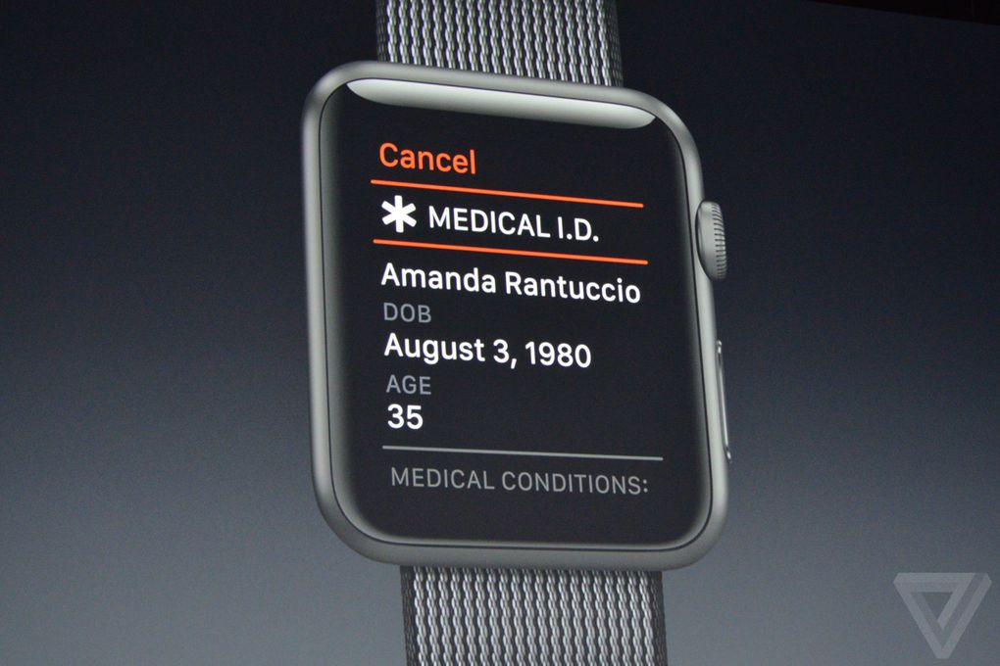 Cancel
MEDICAL I.D.
Amanda Rantuccio
DOB
August 3, 1980
AGE
35
MEDICAL CONDITIONS: